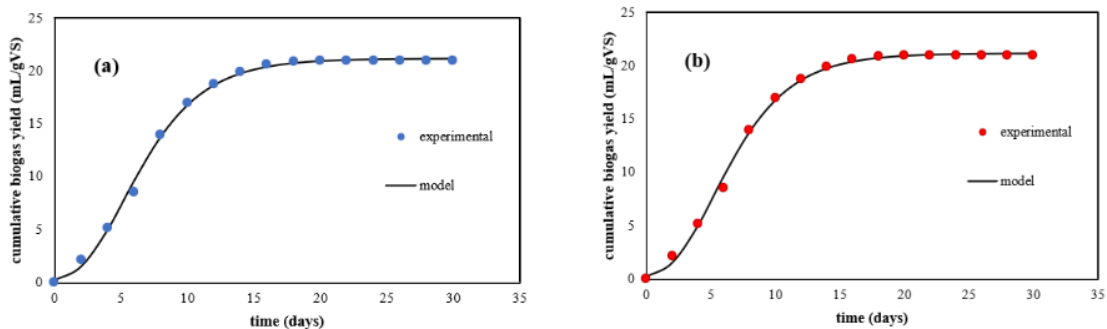 cumulative biogas yield (mL/gVS)
25
20
15
10
5
0
(a)
experimental
model
0 5 10 15 20 25 30 35
time (days)
cumulative biogas yield (mL/gVS)
25
20
15
10
5
0
(b)
experimental
model
0 5 10 15 20 25 30 35
time (days)